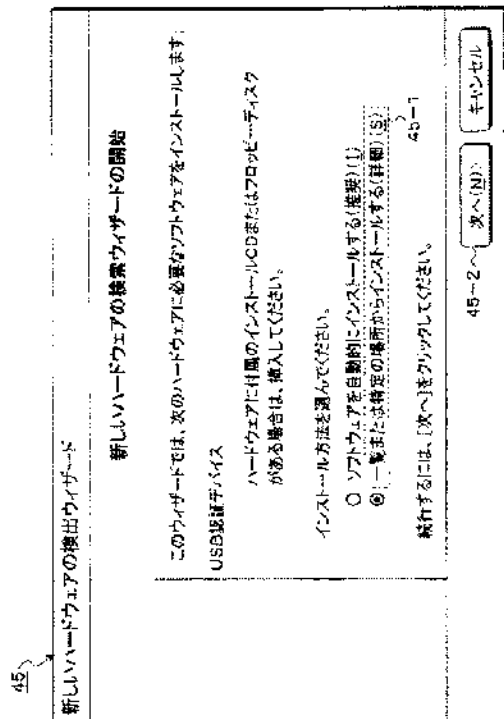 45
新しいハードウェアの検出ウィザード
新しいハードウェアの検索ウィザードの開始
このウィザードでは、次のハードウェアに必要なソフトウェアをインストールします:
USB認証デバイス
ハードウェアに付属のインストールCDまたはフロッピーディスク
がある場合は、挿入してください。
インストール方法を選んでください。
○ ソフトウェアを自動的にインストールする(推奨)(I)
◉ 一覧または特定の場所からインストールする(詳細)(S)
45-1
続行するには、[次へ]をクリックしてください。
45-2 次へ(N)> キャンセル